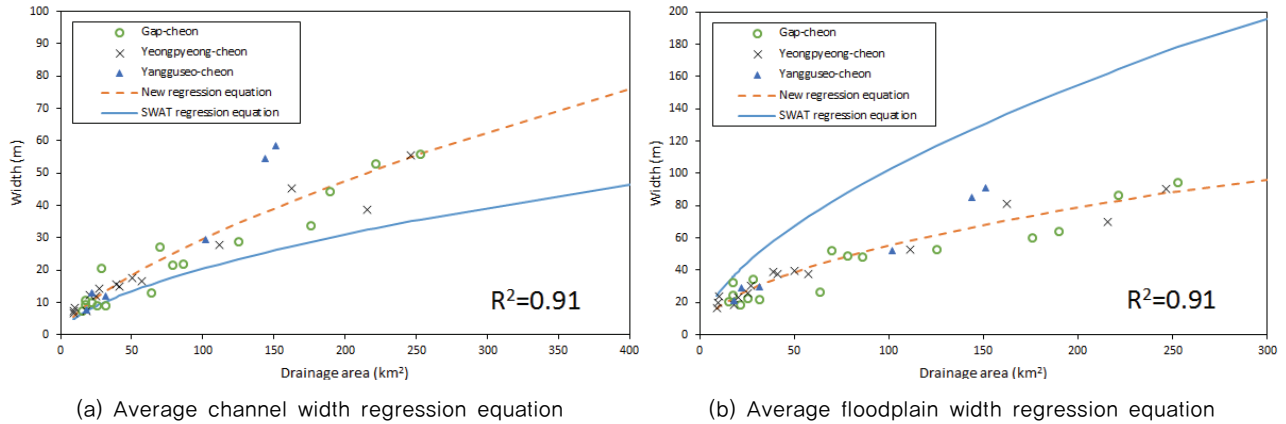 100
90
80
70
60
50
40
30
20
10
0
Width (m)
Gap-cheon
Yeongpyeong-cheon
Yangguseo-cheon
New regression equation
SWAT regression equation
R²=0.91
0 50 100 150 200 250 300 350 400
Drainage area (km²)
(a) Average channel width regression equation
200
180
160
140
120
100
80
60
40
20
0
Width (m)
Gap-cheon
Yeongpyeong-cheon
Yangguseo-cheon
New regression equation
SWAT regression equation
R²=0.91
0 50 100 150 200 250 300
Drainage area (km²)
(b) Average floodplain width regression equation